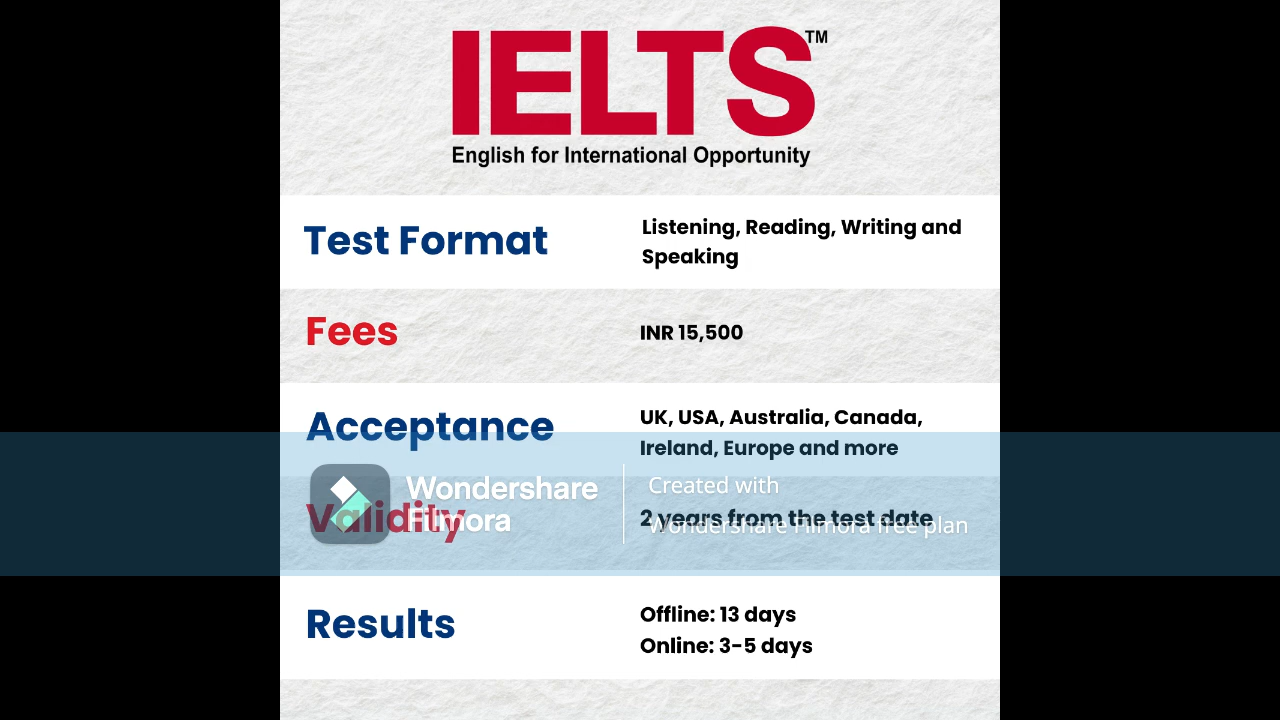 IELTS™
English for International Opportunity
Test Format
Listening, Reading, Writing and
Speaking
Fees
INR 15,500
Acceptance
UK, USA, Australia, Canada,
Ireland, Europe and more
Wondershare
Filmora
Created with
Wondershare Filmora free plan
Validity
2 years from the test date
Results
Offline: 13 days
Online: 3-5 days